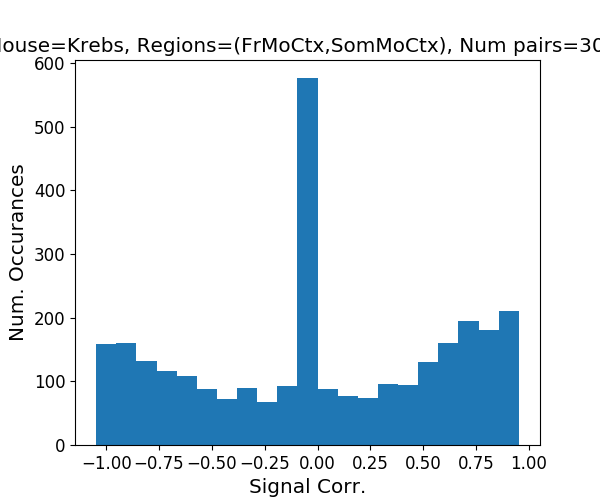 ouse=Krebs, Regions=(FrMoCtx,SomMoCtx), Num pairs=30
600
500
400
300
200
100
0
Num. Occurances
−1.00 −0.75 −0.50 −0.25 0.00 0.25 0.50 0.75 1.00
Signal Corr.